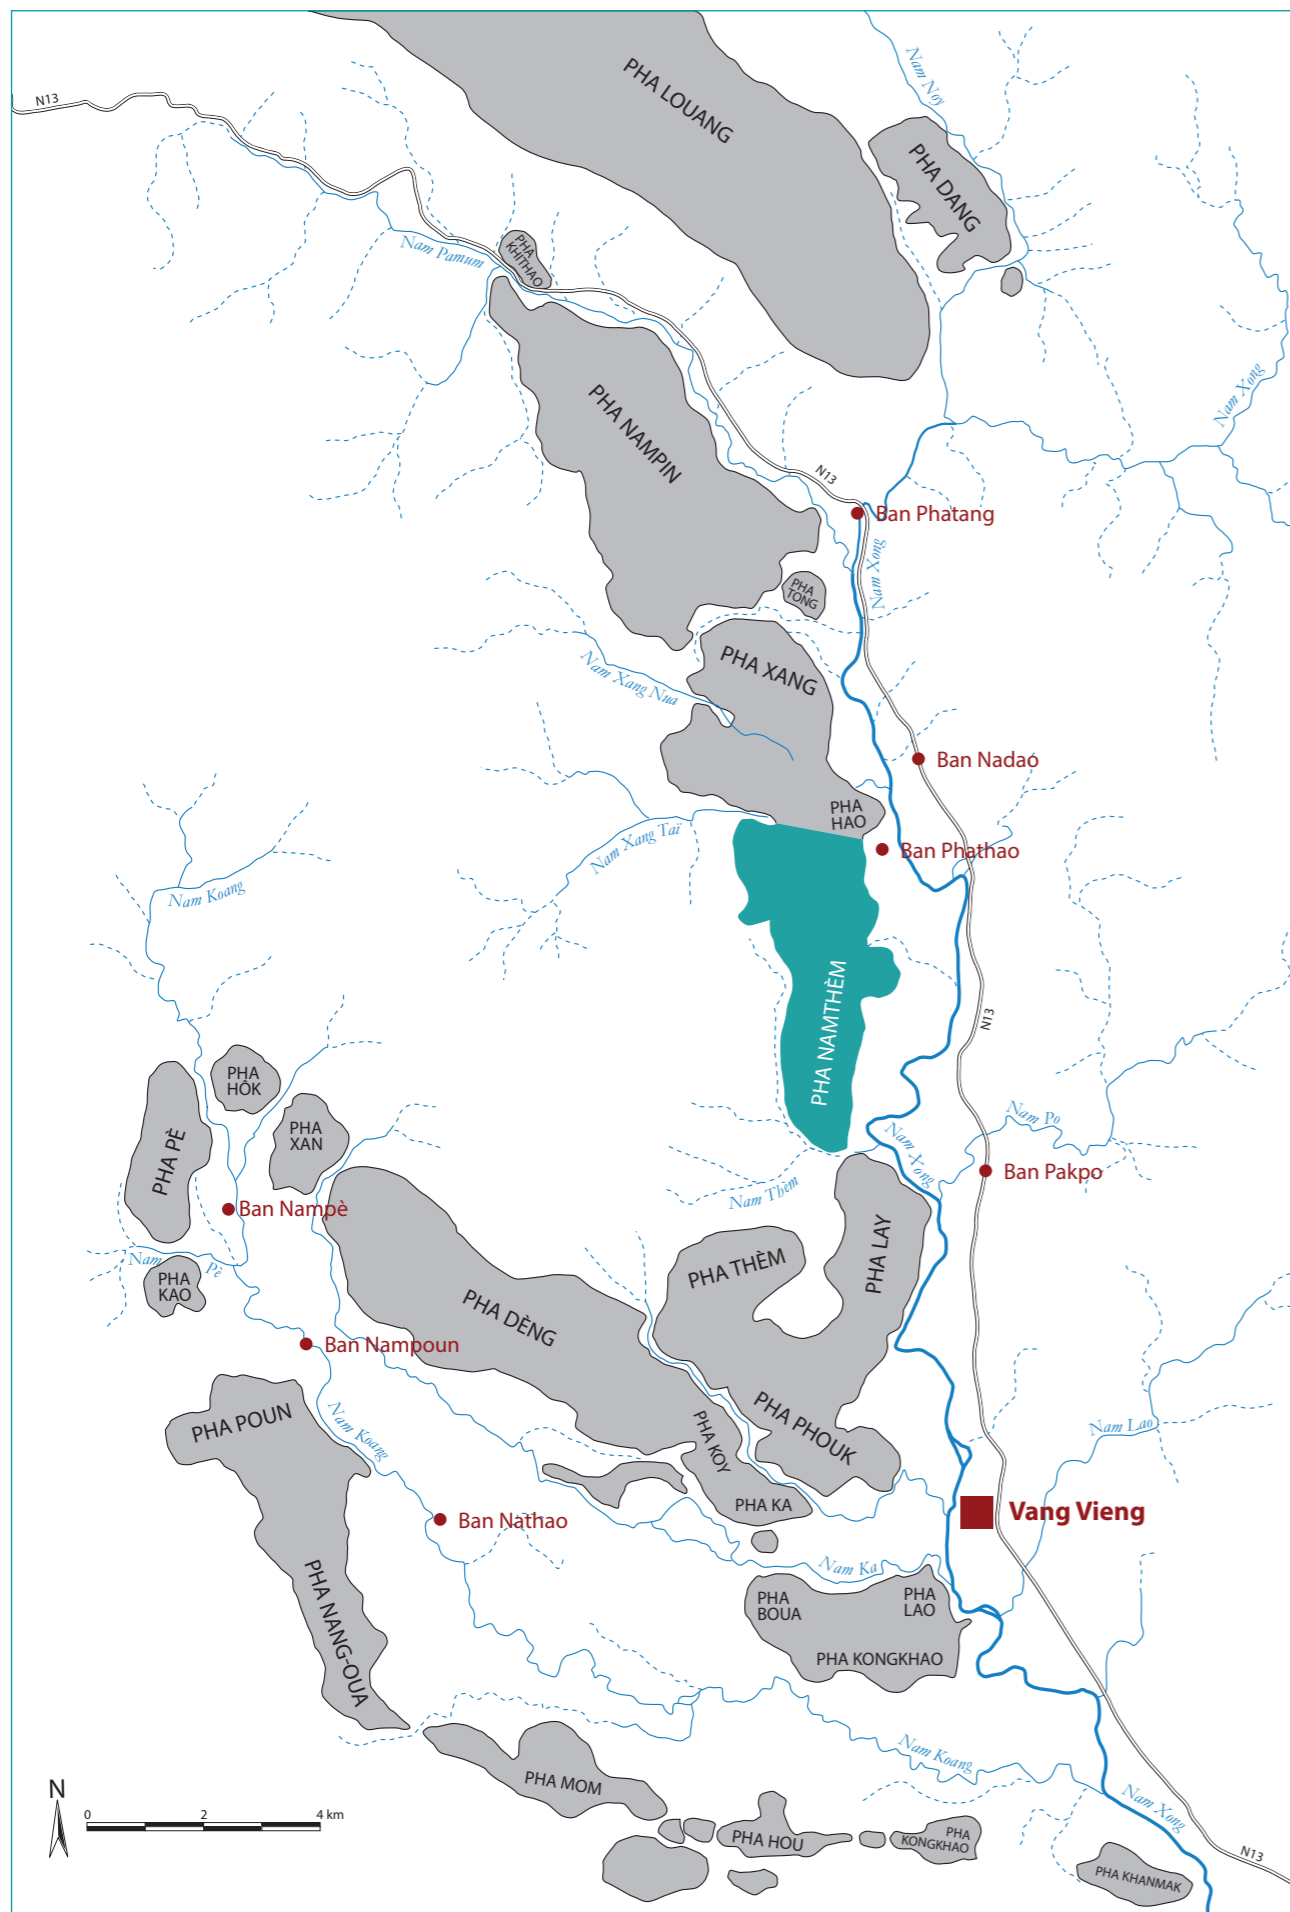 Nam Noy
PHA LOUANG
N13
PHA DANG
PHA
KHITHAO
Nam Pamum
Nam Xong
PHA NAMPIN
N13
Ban Phatang
Nam Xong
PHA
TONG
PHA XANG
Nam Xang Nua
Ban Nadao
PHA
HAO
Nam Xang Taï
Ban Phathao
Nam Koang
PHA NAMTHÈM
N13
PHA
HÔK
PHA
XAN
PHA PÈ
Nam Po
Nam Xong
Ban Pakpo
Nam Thèm
Ban Nampè
PHA LAY
PHA THÈM
Nam Pè
PHA
KAO
PHA DÈNG
Ban Nampoun
PHA POUN
Nam Koang
PHA KOY
PHA PHOUK
Nam Lao
PHA KA
Vang Vieng
Ban Nathao
Nam Ka
PHA NANG-OUA
PHA
BOUA
PHA
LAO
PHA KONGKHAO
Nam Koang
PHA MOM
N
0 2 4 km
Nam Xong
PHA HOU
PHA
KONGKHAO
N13
PHA KHANMAK